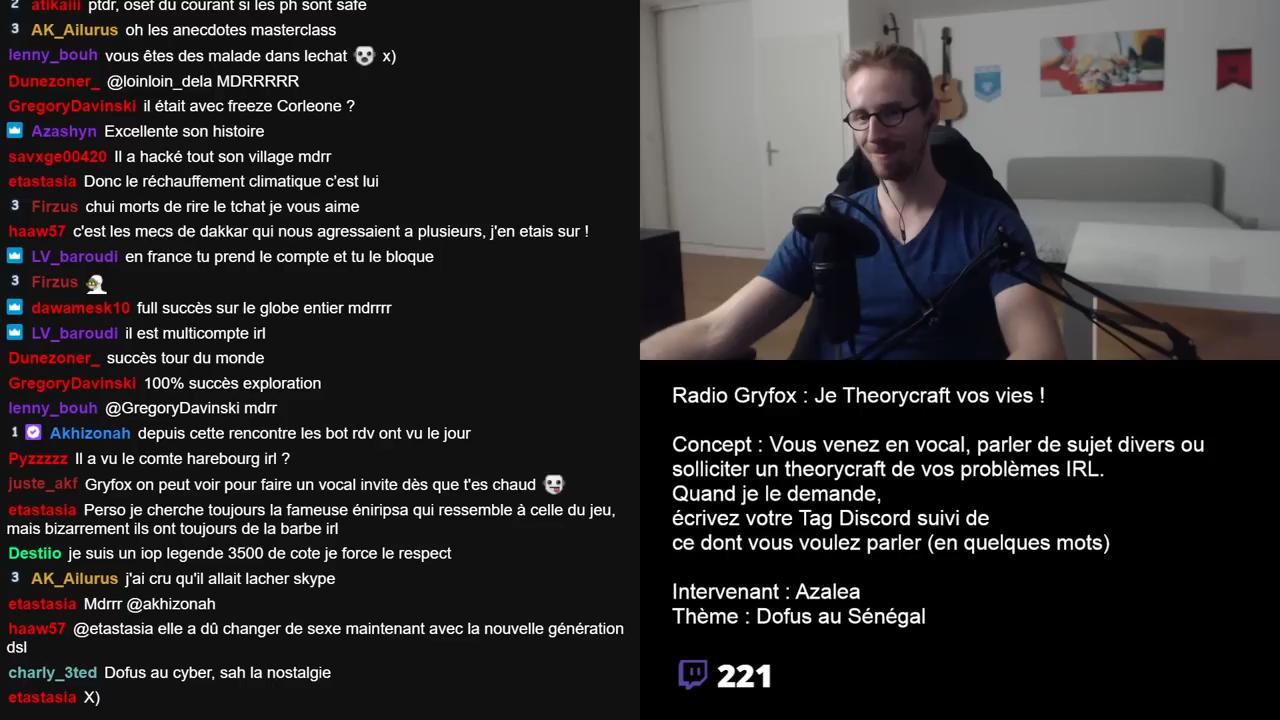 2 atikaiii ptdr, osef du courant si les ph sont safe
3 AK_Ailurus oh les anecdotes masterclass
lenny_bouh vous êtes des malade dans lechat x)
Dunezoner_ @loinloin_dela MDRRRRR
GregoryDavinski il était avec freeze Corleone ?
Azashyn Excellente son histoire
savxge00420 Il a hacké tout son village mdrr
etastasia Donc le réchauffement climatique c'est lui
3 Firzus chui morts de rire le tchat je vous aime
haaw57 c'est les mecs de dakkar qui nous agressaient a plusieurs, j'en etais sur !
LV_baroudi en france tu prend le compte et tu le bloque
3 Firzus
dawamesk10 full succès sur le globe entier mdrrrr
LV_baroudi il est multicompte irl
Dunezoner_ succès tour du monde
GregoryDavinski 100% succès exploration
lenny_bouh @GregoryDavinski mdrr
1 Akhizonah depuis cette rencontre les bot rdv ont vu le jour
Pyzzzzz Il a vu le comte harebourg irl ?
juste_akf Gryfox on peut voir pour faire un vocal invite dès que t'es chaud
etastasia Perso je cherche toujours la fameuse éniripsa qui ressemble à celle du jeu,
mais bizarrement ils ont toujours de la barbe irl
Destiio je suis un iop legende 3500 de cote je force le respect
3 AK_Ailurus j'ai cru qu'il allait lacher skype
etastasia Mdrrr @akhizonah
haaw57 @etastasia elle a dû changer de sexe maintenant avec la nouvelle génération
dsl
charly_3ted Dofus au cyber, sah la nostalgie
etastasia X)
Radio Gryfox : Je Theorycraft vos vies !
Concept : Vous venez en vocal, parler de sujet divers ou
solliciter un theorycraft de vos problèmes IRL.
Quand je le demande,
écrivez votre Tag Discord suivi de
ce dont vous voulez parler (en quelques mots)
Intervenant : Azalea
Thème : Dofus au Sénégal
221